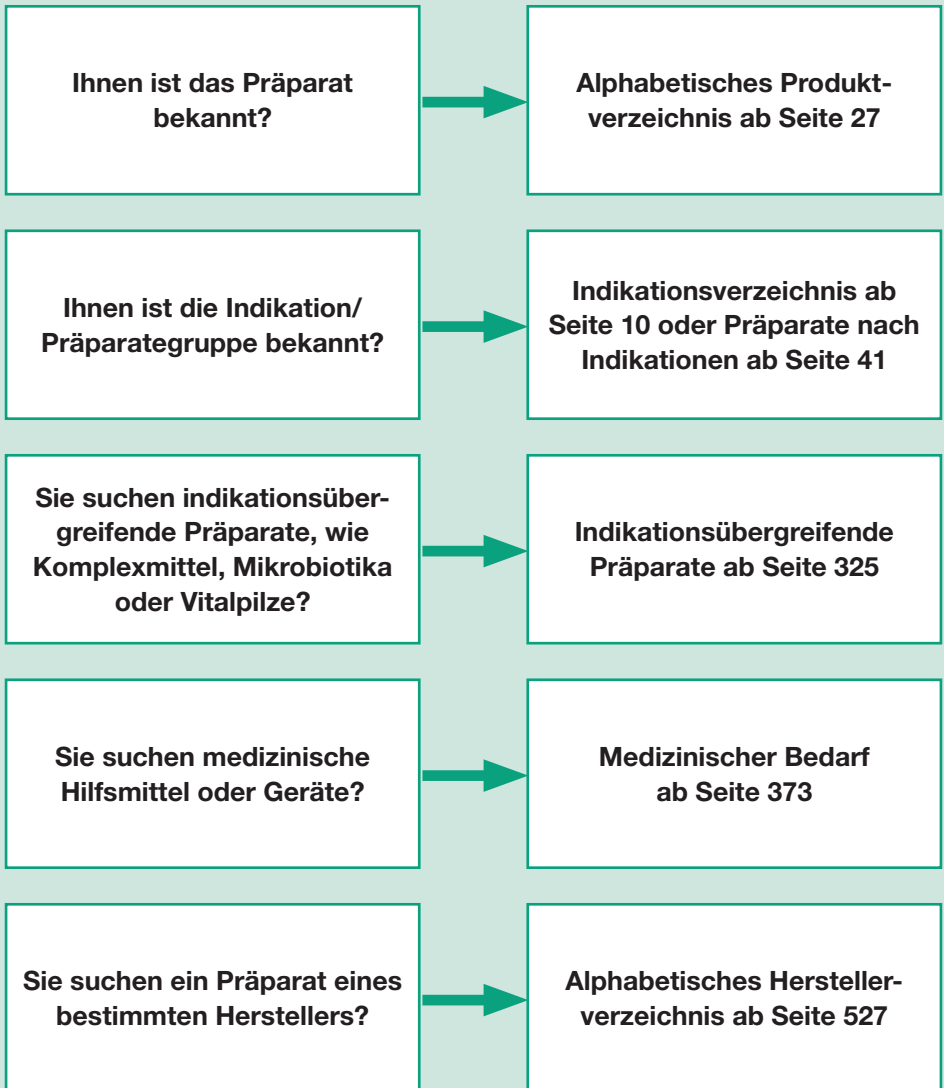 Ihnen ist das Präparat
bekannt?
Alphabetisches Produkt-
verzeichnis ab Seite 27
Ihnen ist die Indikation/
Präparategruppe bekannt?
Indikationsverzeichnis ab
Seite 10 oder Präparate nach
Indikationen ab Seite 41
Sie suchen indikationsüber-
greifende Präparate, wie
Komplexmittel, Mikrobiotika
oder Vitalpilze?
Indikationsübergreifende
Präparate ab Seite 325
Sie suchen medizinische
Hilfsmittel oder Geräte?
Medizinischer Bedarf
ab Seite 373
Sie suchen ein Präparat eines
bestimmten Herstellers?
Alphabetisches Hersteller-
verzeichnis ab Seite 527